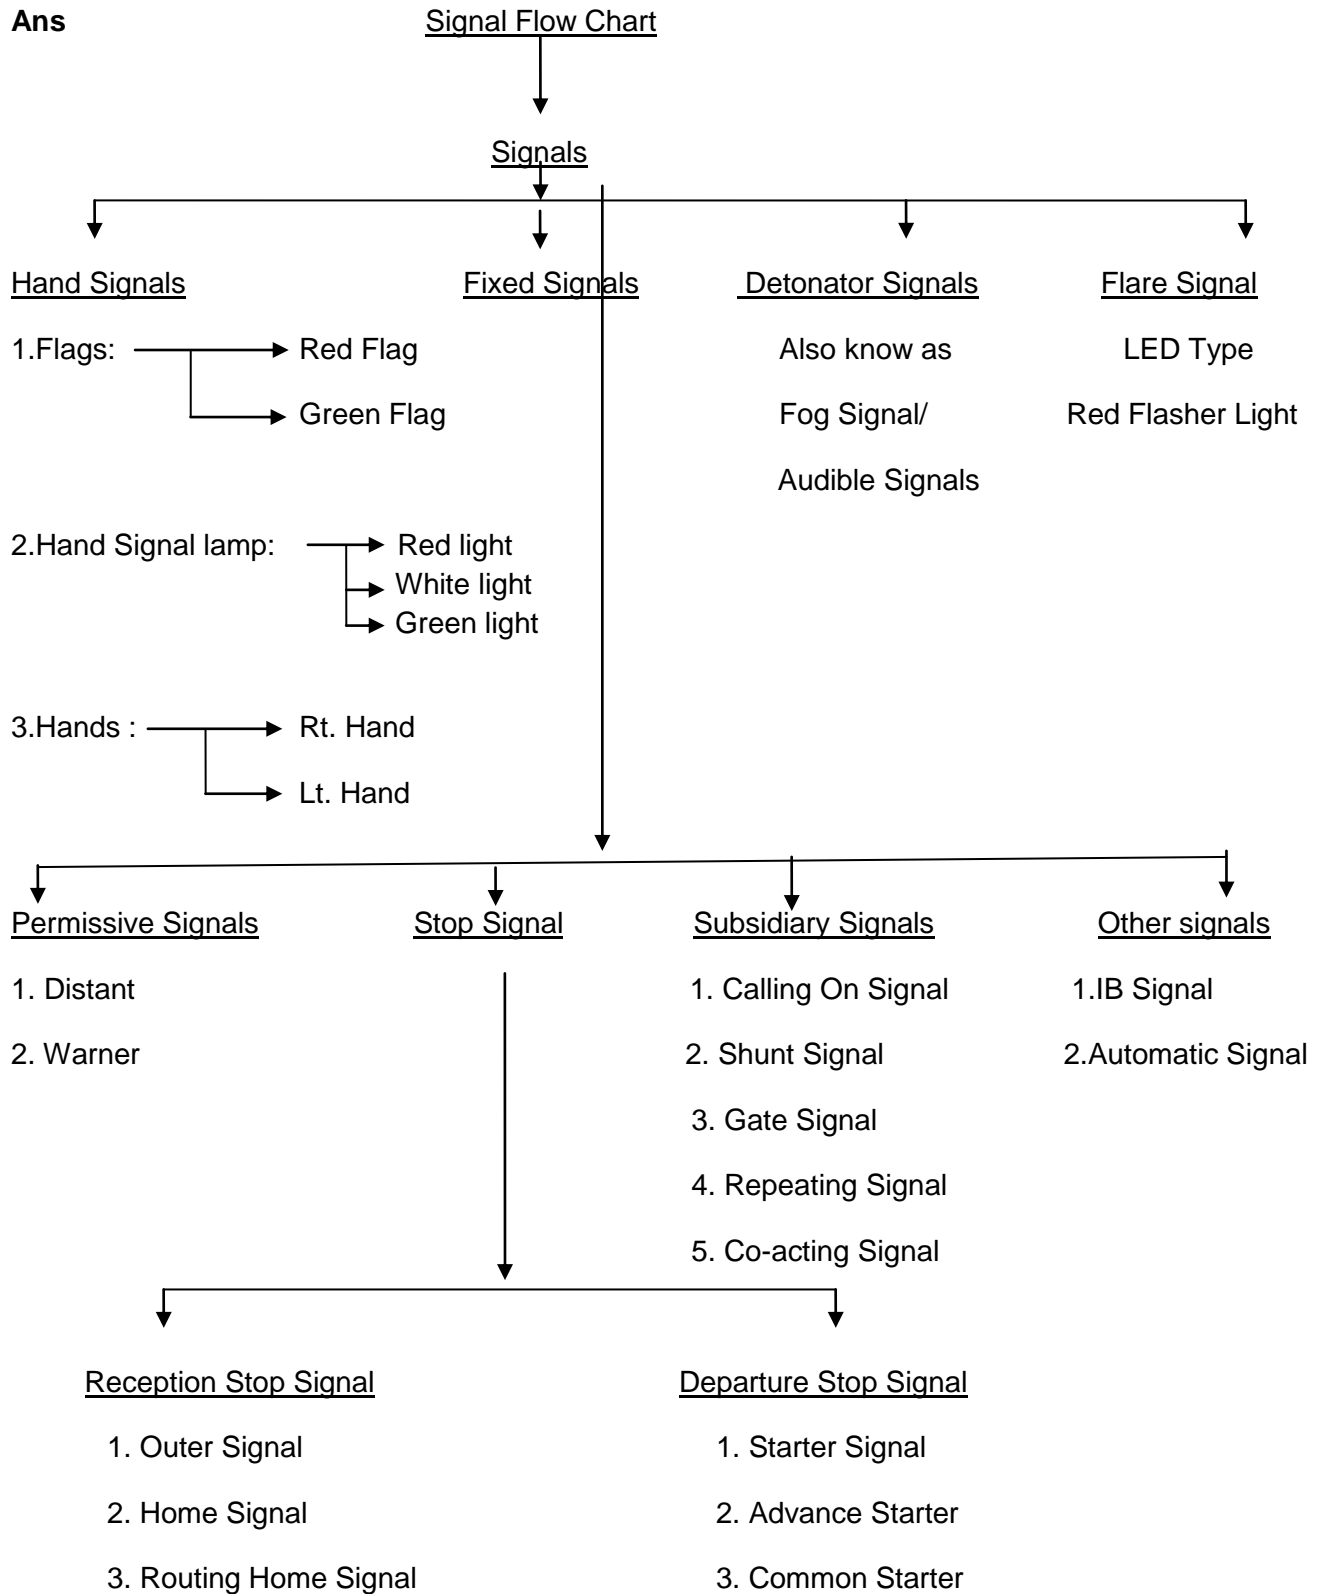 Ans Signal Flow Chart
Signals
Hand Signals Fixed Signals Detonator Signals Flare Signal
1.Flags: Red Flag Also know as LED Type
Green Flag Fog Signal/ Red Flasher Light
Audible Signals
2.Hand Signal lamp: Red light
White light
Green light
3.Hands : Rt. Hand
Lt. Hand
Permissive Signals Stop Signal Subsidiary Signals Other signals
1. Distant 1. Calling On Signal 1.IB Signal
2. Warner 2. Shunt Signal 2.Automatic Signal
3. Gate Signal
4. Repeating Signal
5. Co-acting Signal
Reception Stop Signal Departure Stop Signal
1. Outer Signal 1. Starter Signal
2. Home Signal 2. Advance Starter
3. Routing Home Signal 3. Common Starter